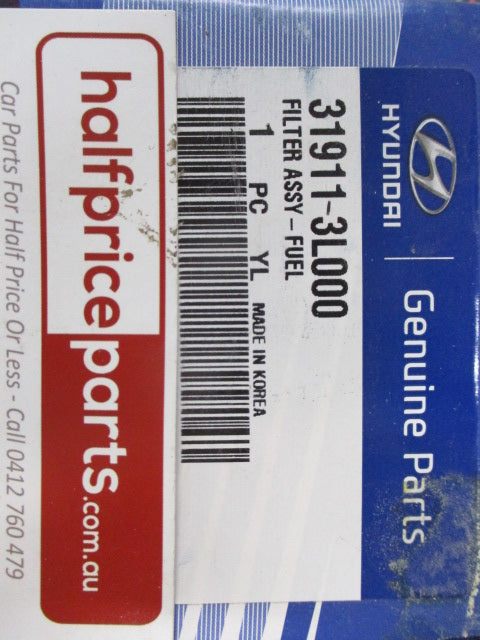 HYUNDAI | Genuine Parts
31911-3L000
FILTER ASSY-FUEL
1 PC YL MADE IN KOREA
halfpriceparts.com.au
Car Parts For Half Price Or Less - Call 0412 760 479